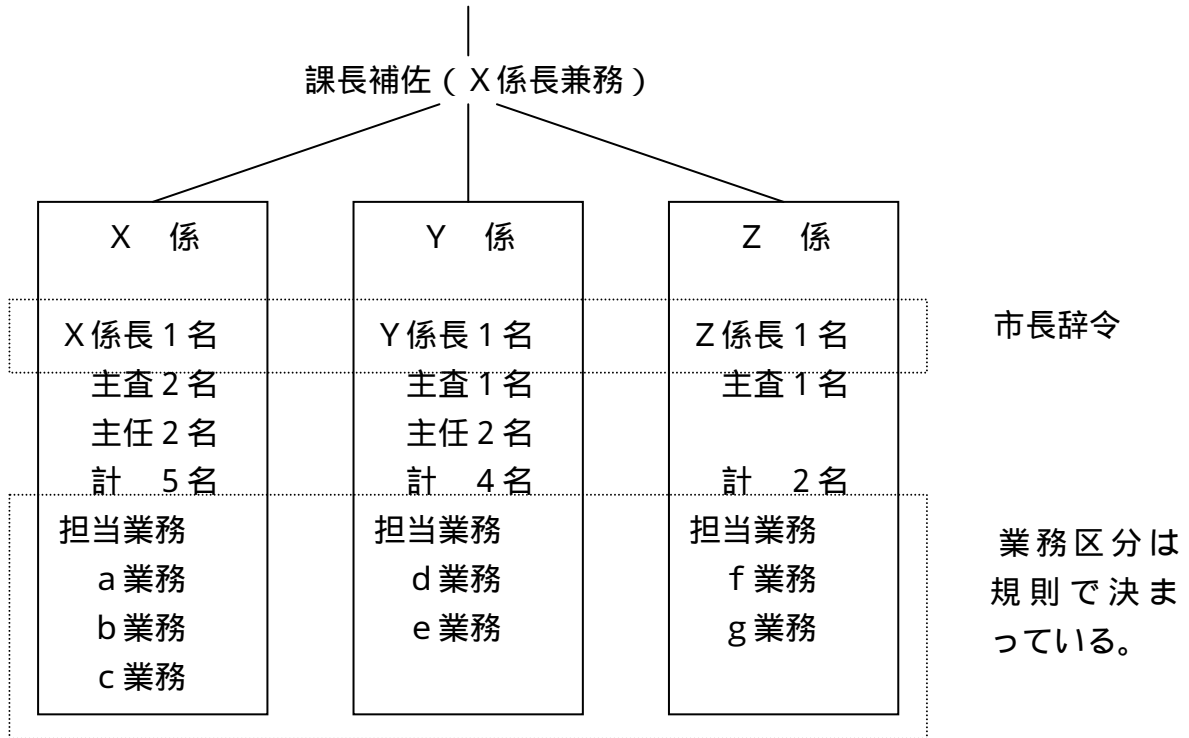 課長補佐（Ｘ係長兼務）
Ｘ　係
Ｘ係長１名
主査２名
主任２名
計　５名
担当業務
ａ業務
ｂ業務
ｃ業務
Ｙ　係
Ｙ係長１名
主査１名
主任２名
計　４名
担当業務
ｄ業務
ｅ業務
Ｚ　係
Ｚ係長１名
主査１名
計　２名
担当業務
ｆ業務
ｇ業務
市長辞令
業務区分は
規則で決ま
っている。